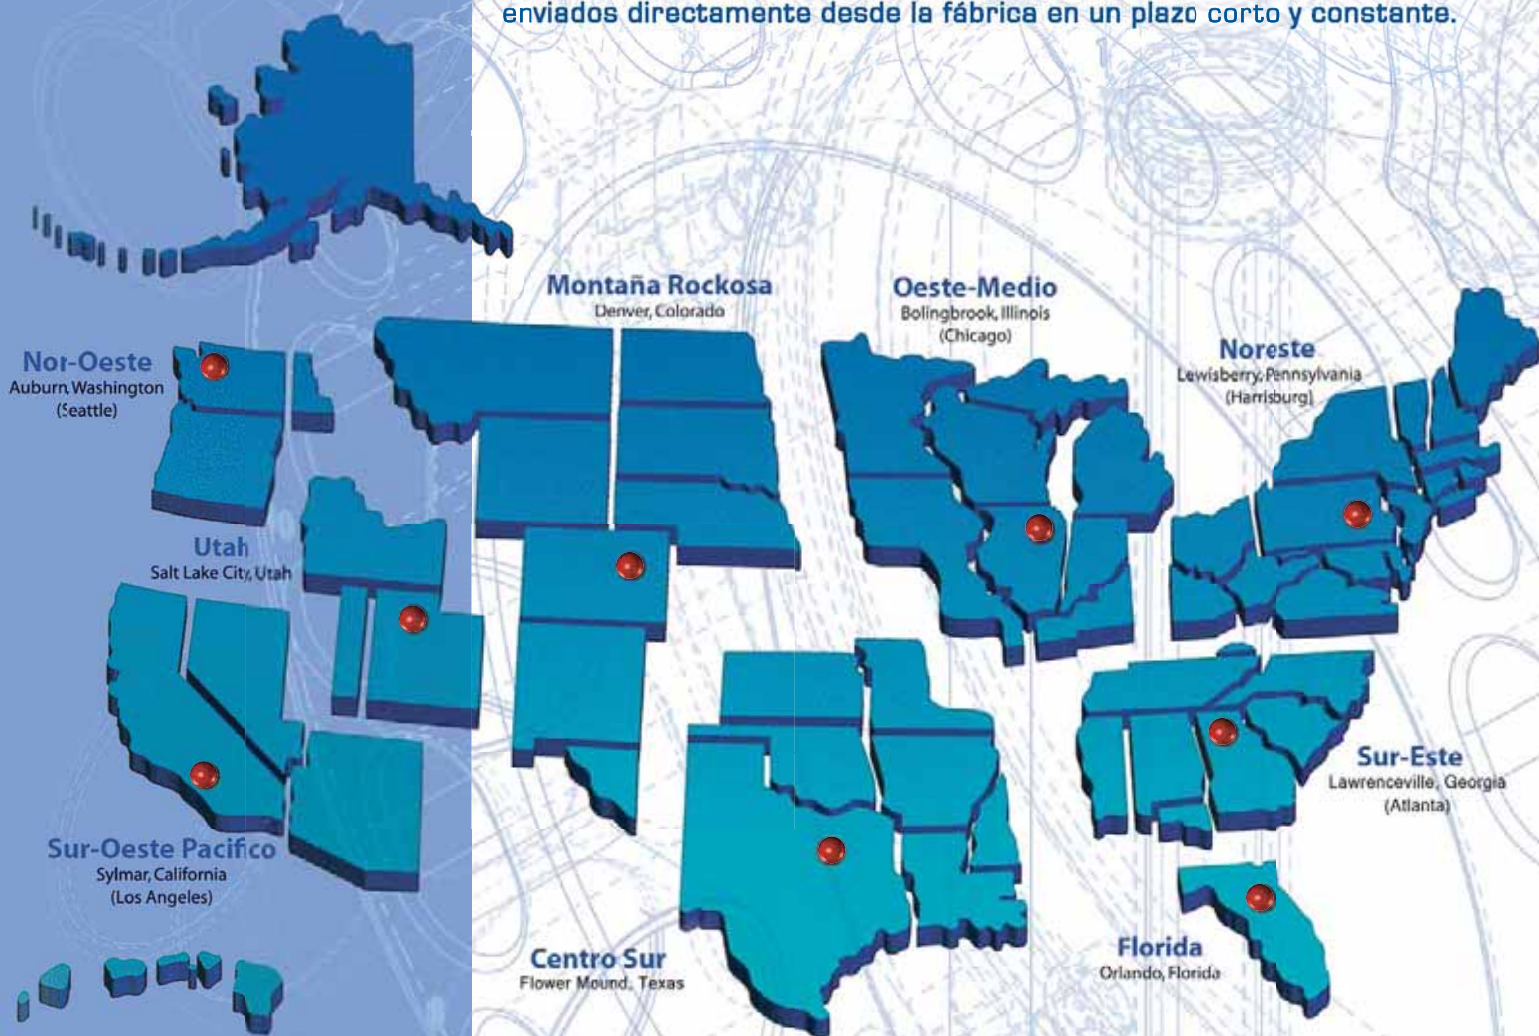 enviados directamente desde la fábrica en un plazo corto y constante.
Montaña Rockosa
Denver, Colorado
Oeste-Medio
Bolingbrook, Illinois
(Chicago)
Nor-Oeste
Auburn, Washington
(Seattle)
Noreste
Lewisberry, Pennsylvania
(Harrisburg)
Utah
Salt Lake City, Utah
Sur-Este
Lawrenceville, Georgia
(Atlanta)
Sur-Oeste Pacifico
Sylmar, California
(Los Angeles)
Centro Sur
Flower Mound, Texas
Florida
Orlando, Florida